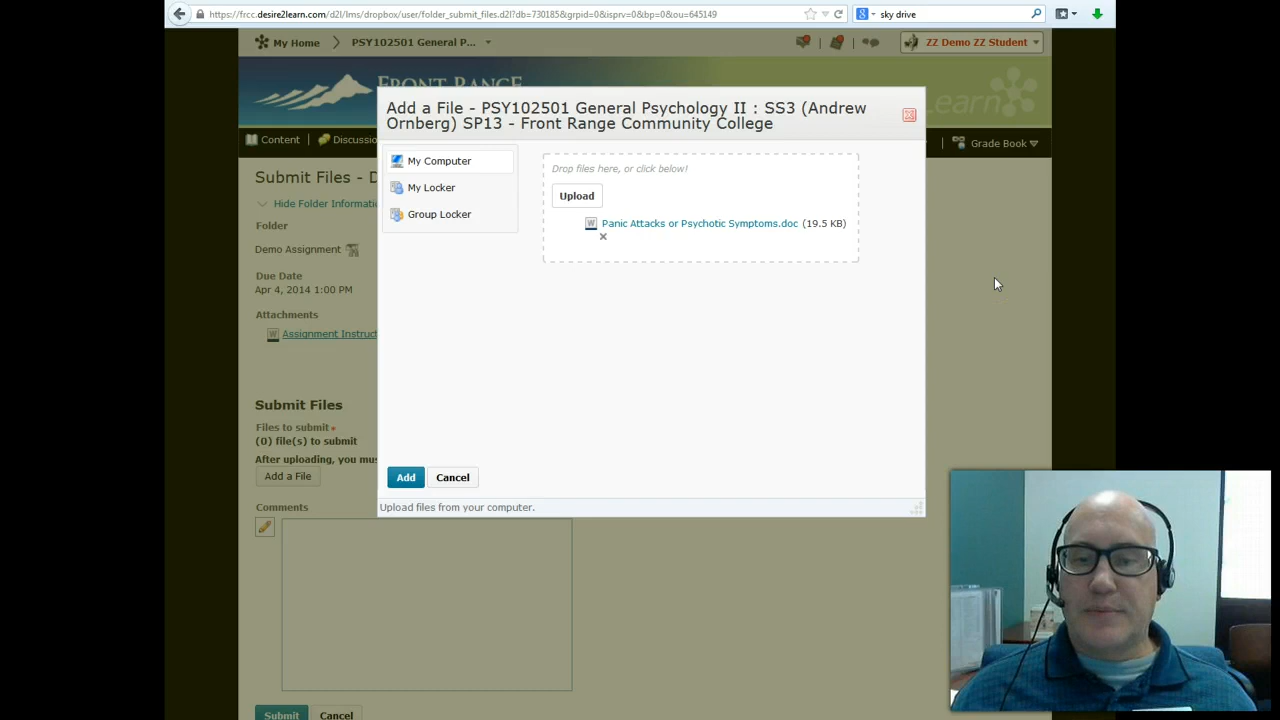 https://frcc.desire2learn.com/d2l/lms/dropbox/user/folder_submit_files.d2l?db=730185&grpid=0&isprv=0&bp=0&ou=645149
sky drive
My Home
PSY102501 General P...
ZZ Demo ZZ Student
FRONT RANGE
Learn
Content
Discussio
Grade Book
Submit Files - D
Hide Folder Informati
Folder
Demo Assignment
Due Date
Apr 4, 2014 1:00 PM
Attachments
Assignment Instruct
Submit Files
Files to submit
(0) file(s) to submit
After uploading, you mus
Add a File
Comments
Submit
Cancel
Add a File - PSY102501 General Psychology II : SS3 (Andrew
Ornberg) SP13 - Front Range Community College
My Computer
My Locker
Group Locker
Drop files here, or click below!
Upload
Panic Attacks or Psychotic Symptoms.doc (19.5 KB)
Add
Cancel
Upload files from your computer.